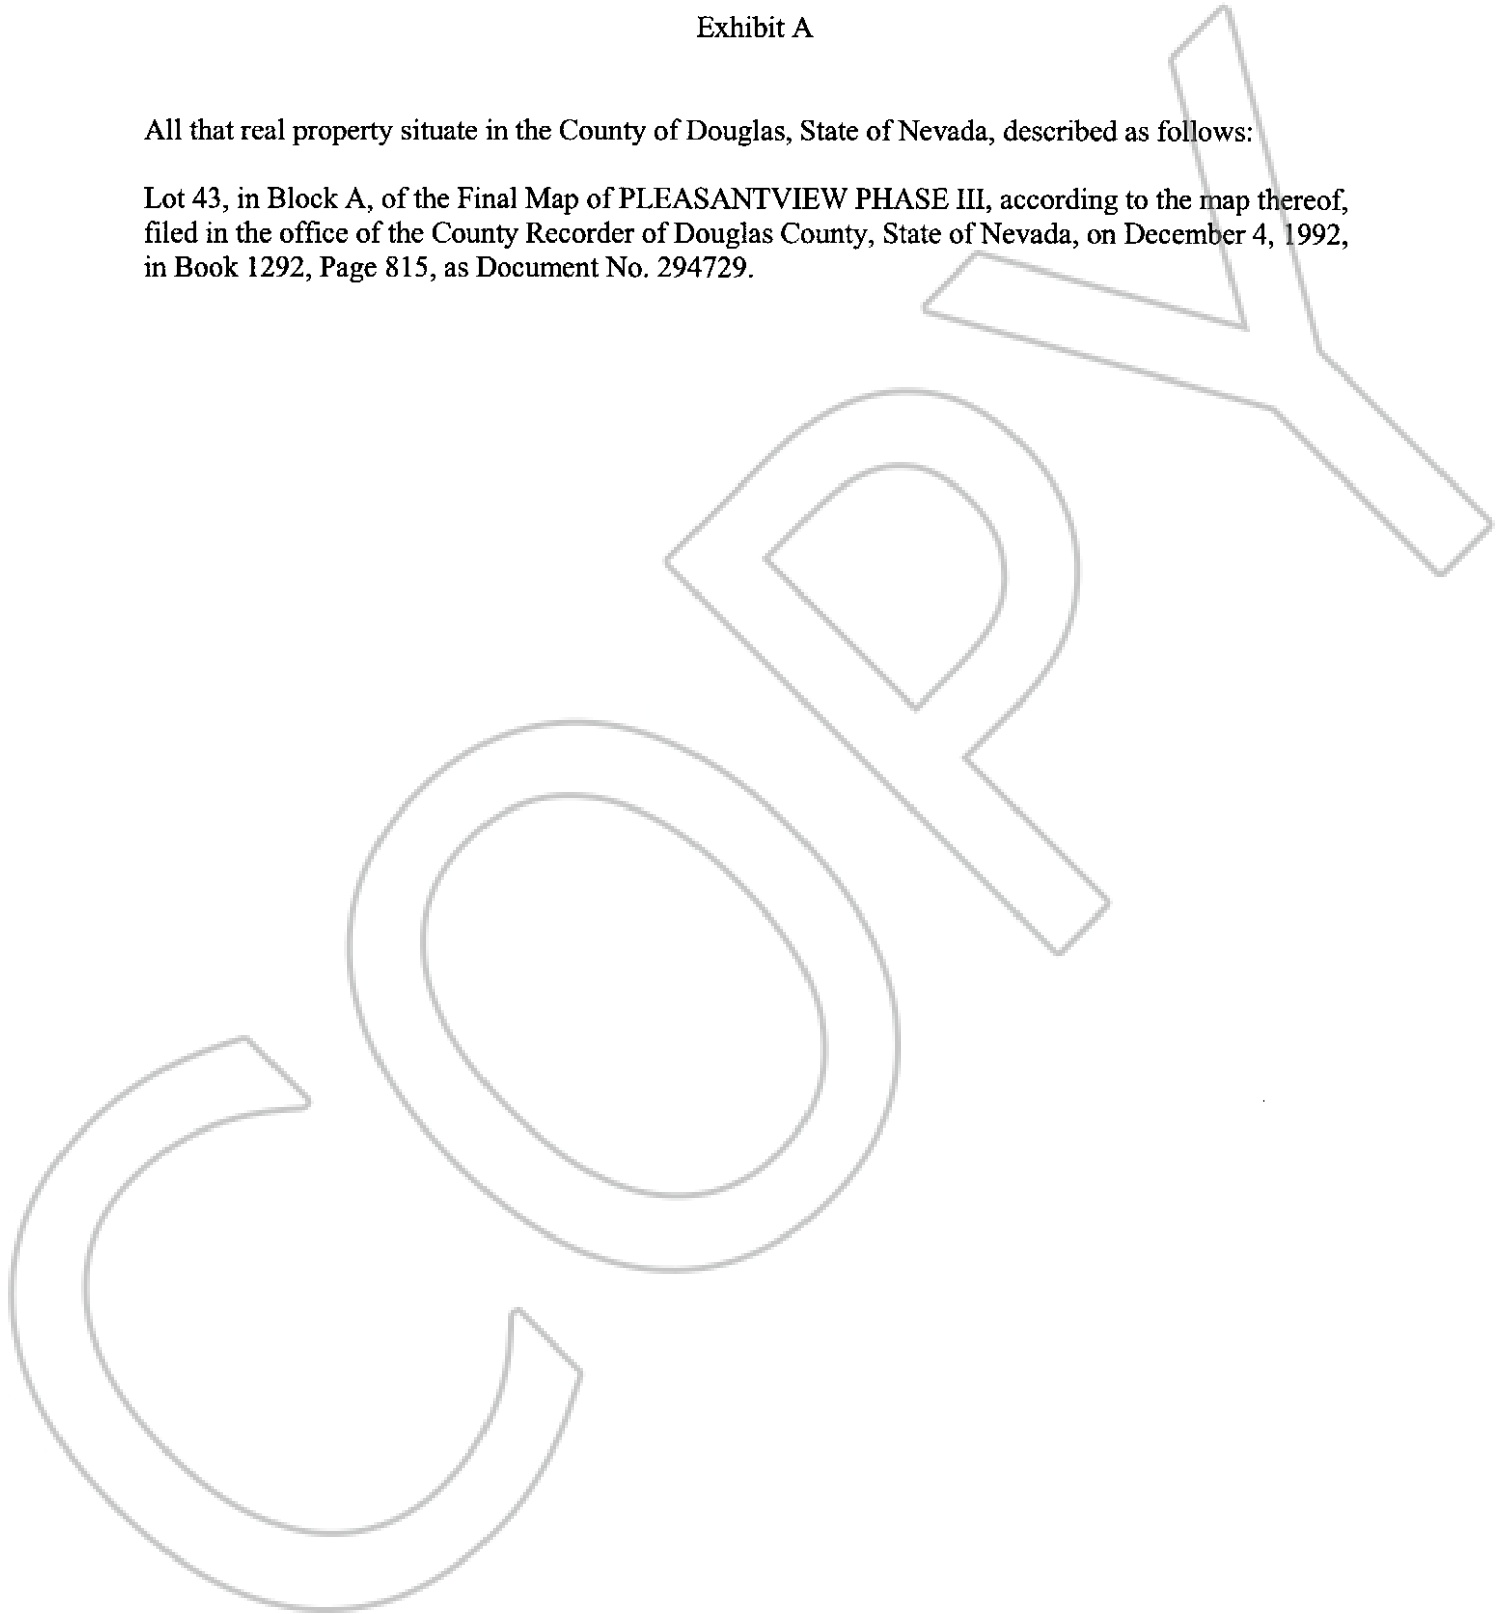 Exhibit A
All that real property situate in the County of Douglas, State of Nevada, described as follows:
Lot 43, in Block A, of the Final Map of PLEASANTVIEW PHASE III, according to the map thereof,
filed in the office of the County Recorder of Douglas County, State of Nevada, on December 4, 1992,
in Book 1292, Page 815, as Document No. 294729.
COPY